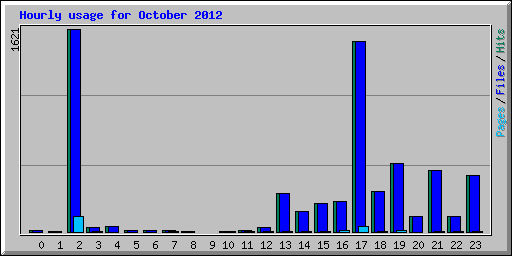 Hourly usage for October 2012
1621
Pages/Files/Hits
0 1 2 3 4 5 6 7 8 9 10 11 12 13 14 15 16 17 18 19 20 21 22 23